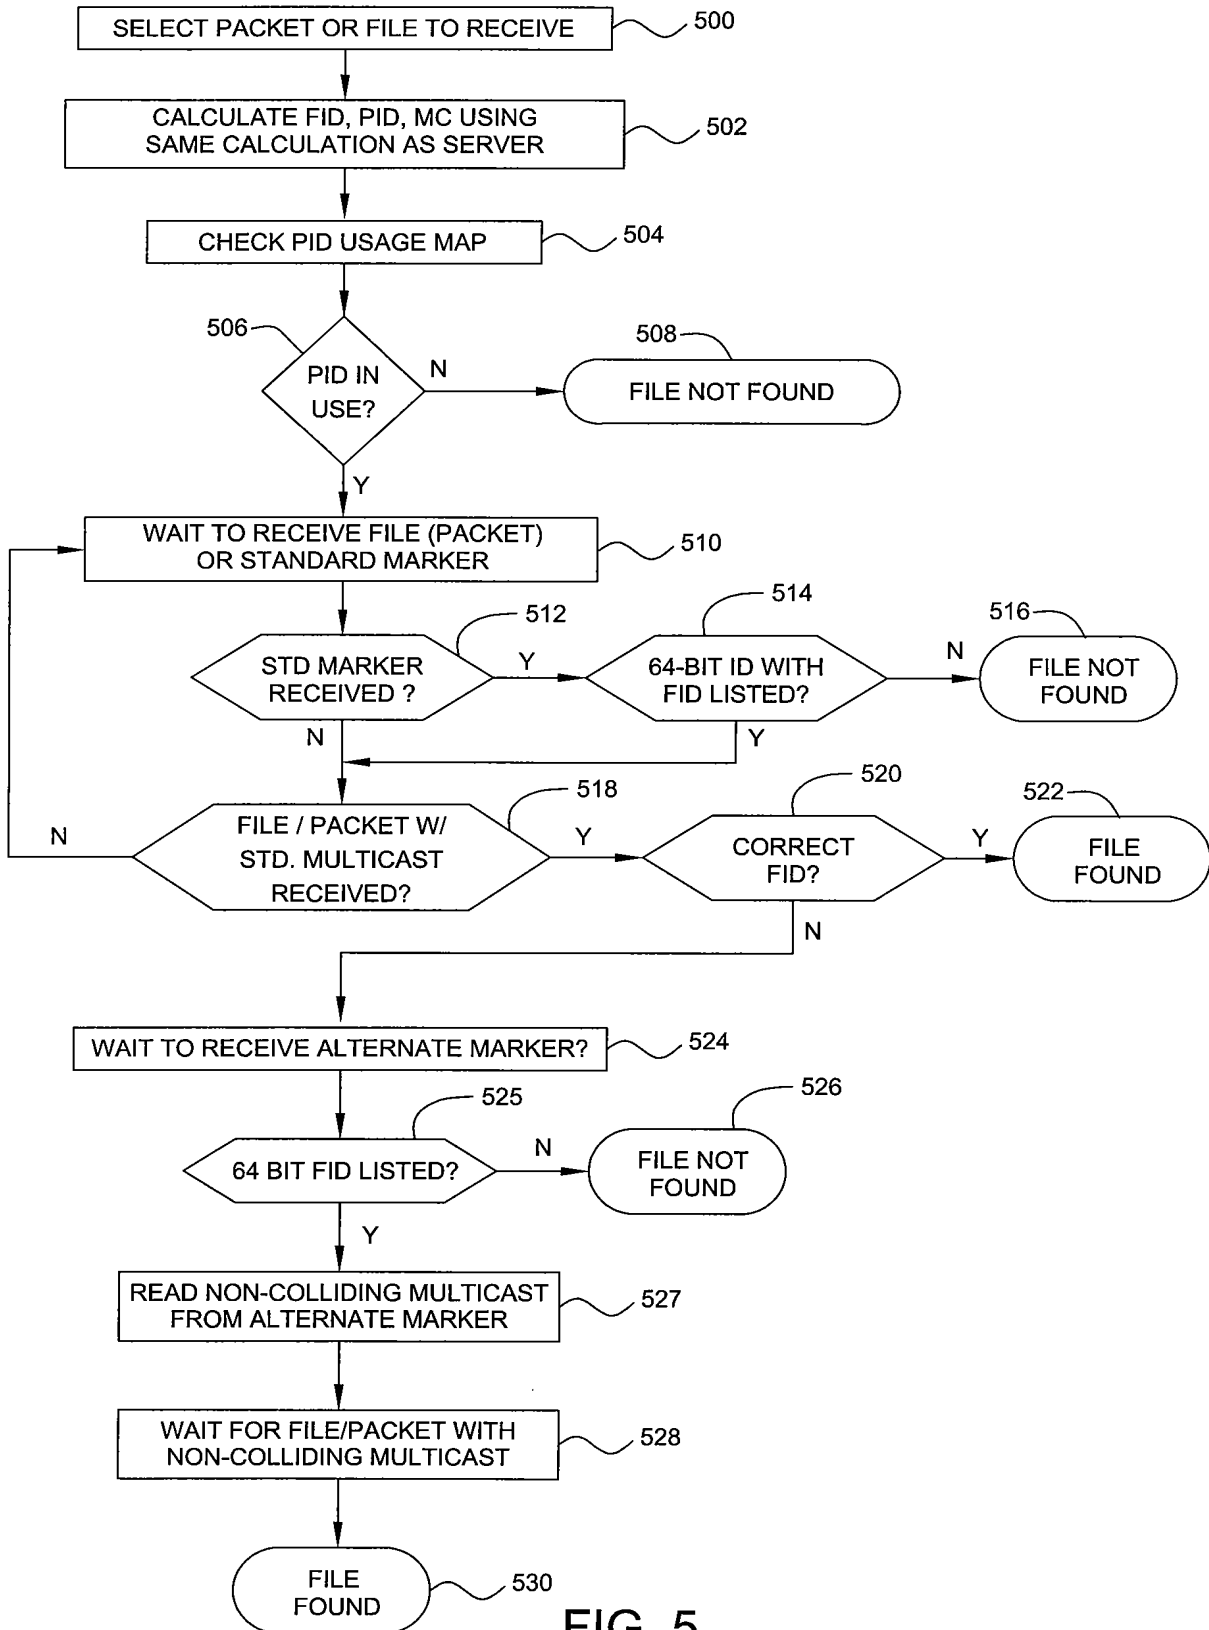 SELECT PACKET OR FILE TO RECEIVE
500
CALCULATE FID, PID, MC USING
SAME CALCULATION AS SERVER
502
CHECK PID USAGE MAP
504
506
PID IN
USE?
N
508
FILE NOT FOUND
Y
WAIT TO RECEIVE FILE (PACKET)
OR STANDARD MARKER
510
512
STD MARKER
RECEIVED ?
Y
514
64-BIT ID WITH
FID LISTED?
N
516
FILE NOT
FOUND
N
Y
518
FILE / PACKET W/
STD. MULTICAST
RECEIVED?
N
Y
520
CORRECT
FID?
Y
522
FILE
FOUND
N
WAIT TO RECEIVE ALTERNATE MARKER?
524
525
64 BIT FID LISTED?
N
526
FILE NOT
FOUND
Y
READ NON-COLLIDING MULTICAST
FROM ALTERNATE MARKER
527
WAIT FOR FILE/PACKET WITH
NON-COLLIDING MULTICAST
528
FILE
FOUND
530
FIG. 5